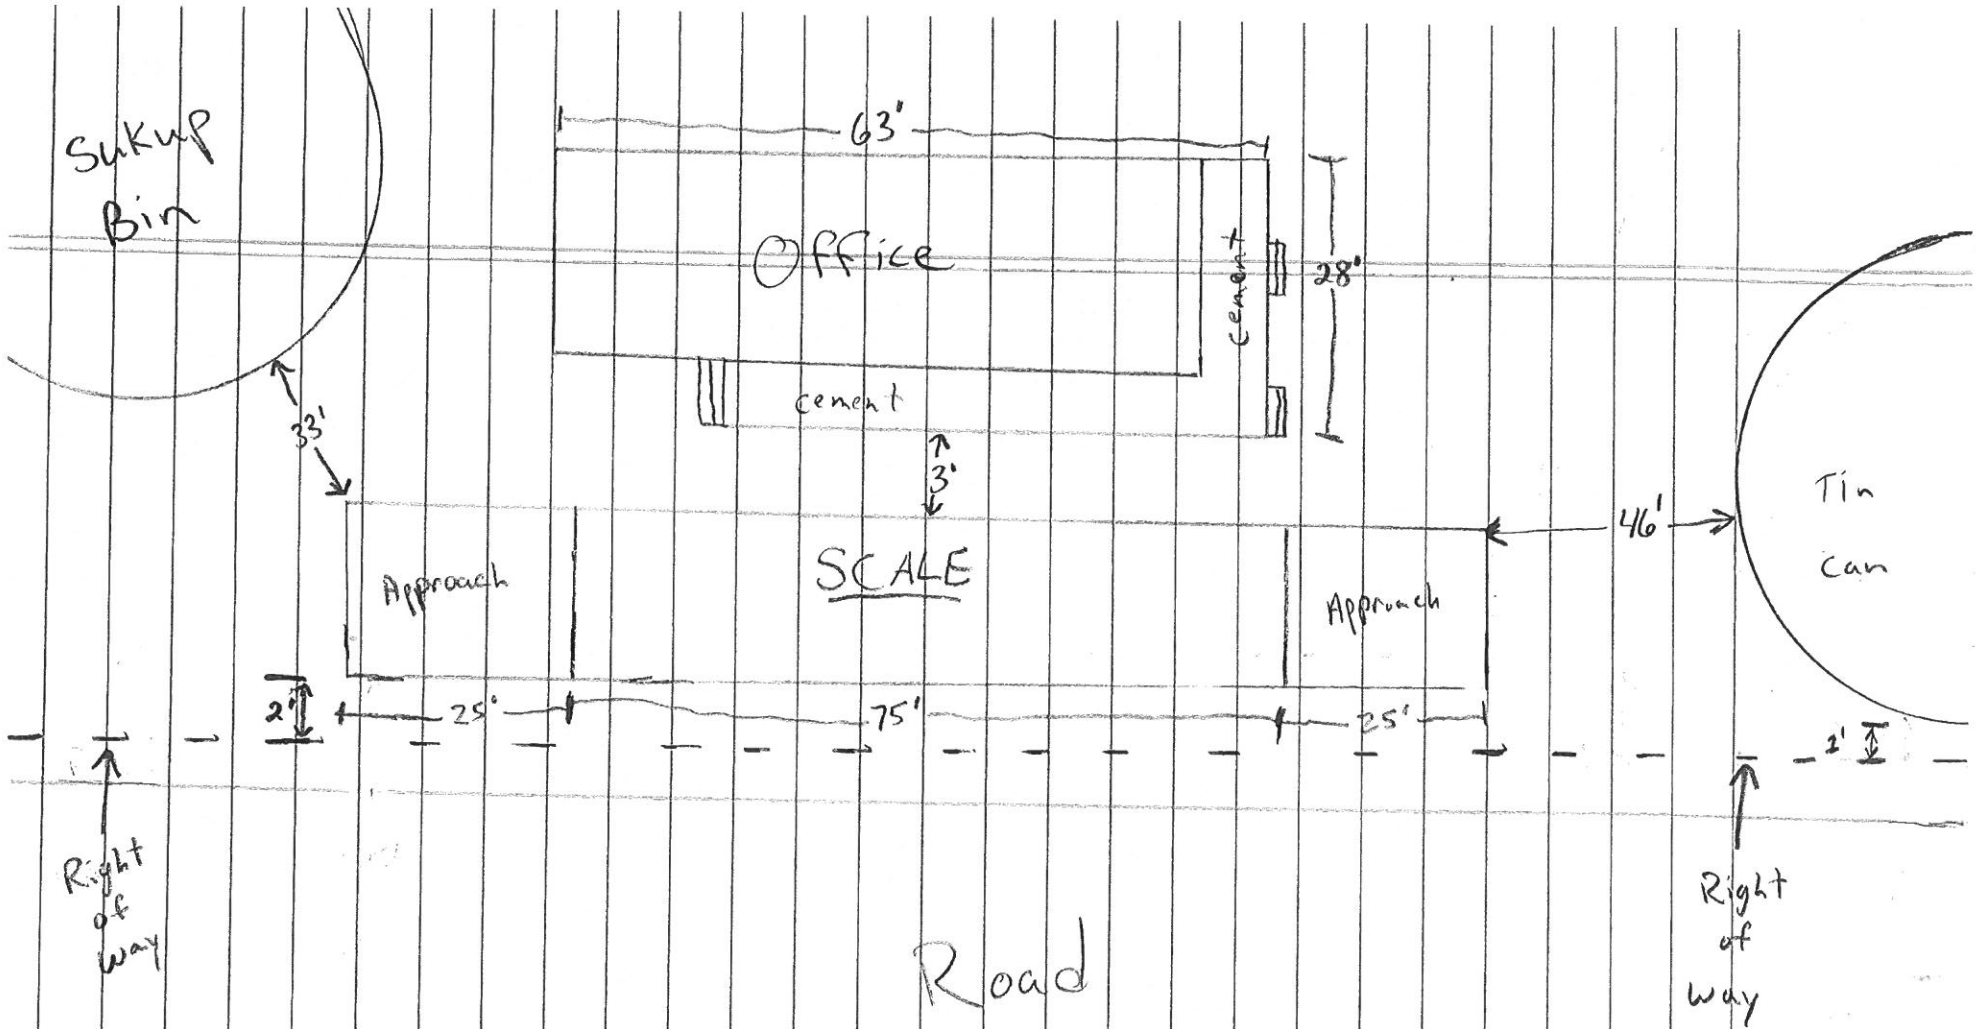 Sukup
Bin
63'
Office
cement
28'
cement
33'
3'
46'
Tin
can
Approach
SCALE
Approach
2'
25'
75'
25'
1'
Right
of
way
Right
of
way
Road